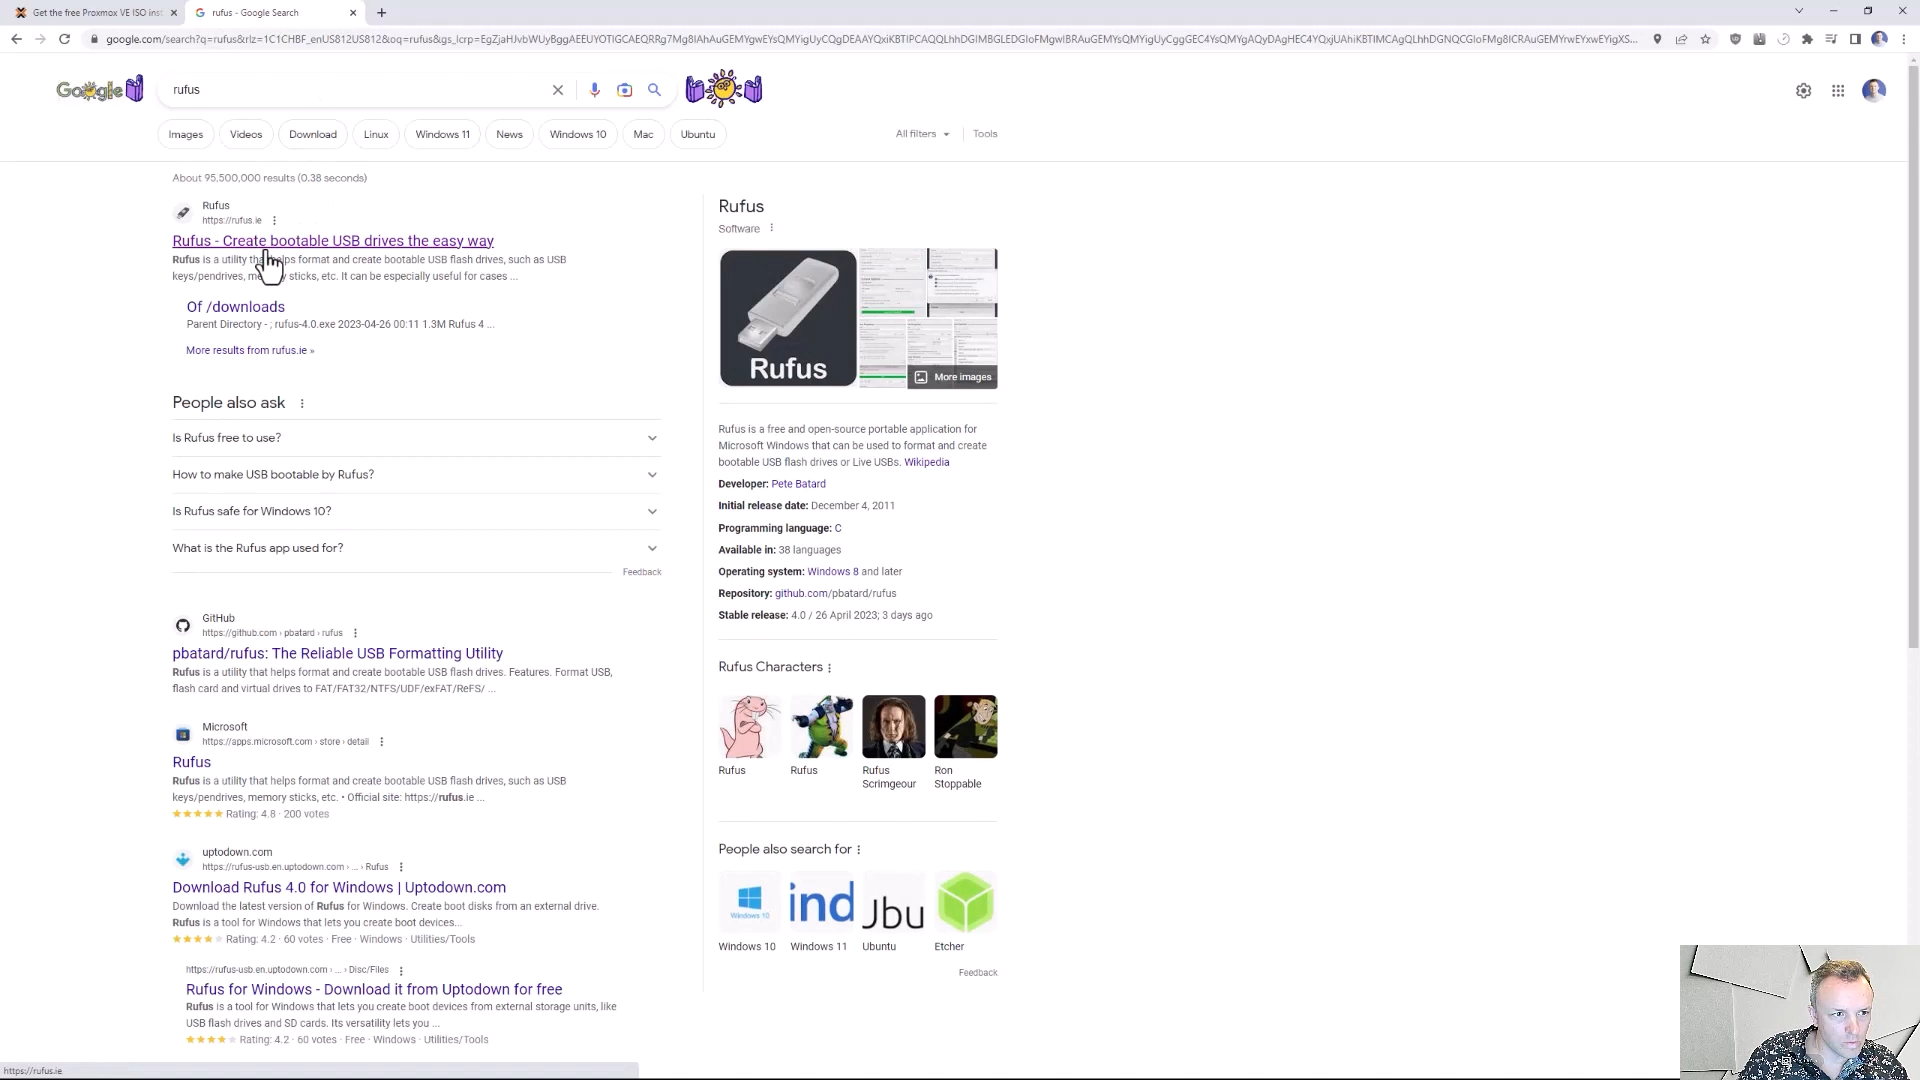 Get the free Proxmox VE ISO inst
rufus - Google Search
google.com/search?q=rufus&rlz=1C1CHBF_enUS812US812&oq=rufus&gs_lcrp=
Google
rufus
Images
Videos
Download
Linux
Windows 11
News
Windows 10
Mac
Ubuntu
All filters
Tools
About 95,500,000 results (0.38 seconds)
Rufus
https://rufus.ie
Rufus - Create bootable USB drives the easy way
Rufus is a utility that helps format and create bootable USB flash drives, such as USB
keys/pendrives, sticks, etc. It can be especially useful for cases ...
Of /downloads
Parent Directory - ; rufus-4.0.exe 2023-04-26 00:11 1.3M Rufus 4 ...
More results from rufus.ie »
People also ask
Is Rufus free to use?
How to make USB bootable by Rufus?
Is Rufus safe for Windows 10?
What is the Rufus app used for?
Feedback
GitHub
https://github.com › pbatard › rufus
pbatard/rufus: The Reliable USB Formatting Utility
Rufus is a utility that helps format and create bootable USB flash drives. Features. Format USB,
flash card and virtual drives to FAT/FAT32/NTFS/UDF/exFAT/ReFS/ ...
Microsoft
https://apps.microsoft.com › store › detail
Rufus
Rufus is a utility that helps format and create bootable USB flash drives, such as USB
keys/pendrives, memory sticks, etc. • Official site: https://rufus.ie ...
Rating: 4.8 · 200 votes
uptodown.com
https://rufus-usb.en.uptodown.com › ... › Rufus
Download Rufus 4.0 for Windows | Uptodown.com
Download the latest version of Rufus for Windows. Create boot disks from an external drive.
Rufus is a tool for Windows that lets you create boot devices...
Rating: 4.2 · 60 votes · Free · Windows · Utilities/Tools
https://rufus-usb.en.uptodown.com › ... › Disc/Files
Rufus for Windows - Download it from Uptodown for free
Rufus is a tool for Windows that lets you create boot devices from external storage units, like
USB flash drives and SD cards. Its versatility lets you ...
Rating: 4.2 · 60 votes · Free · Windows · Utilities/Tools
https://rufus.ie
Rufus
Software
Rufus
More images
Rufus is a free and open-source portable application for
Microsoft Windows that can be used to format and create
bootable USB flash drives or Live USBs. Wikipedia
Developer: Pete Batard
Initial release date: December 4, 2011
Programming language: C
Available in: 38 languages
Operating system: Windows 8 and later
Repository: github.com/pbatard/rufus
Stable release: 4.0 / 26 April 2023; 3 days ago
Rufus Characters
Rufus
Rufus
Rufus Scrimgeour
Ron Stoppable
People also search for
Windows 10
ind
Jbu
Windows 10
Windows 11
Ubuntu
Etcher
Feedback